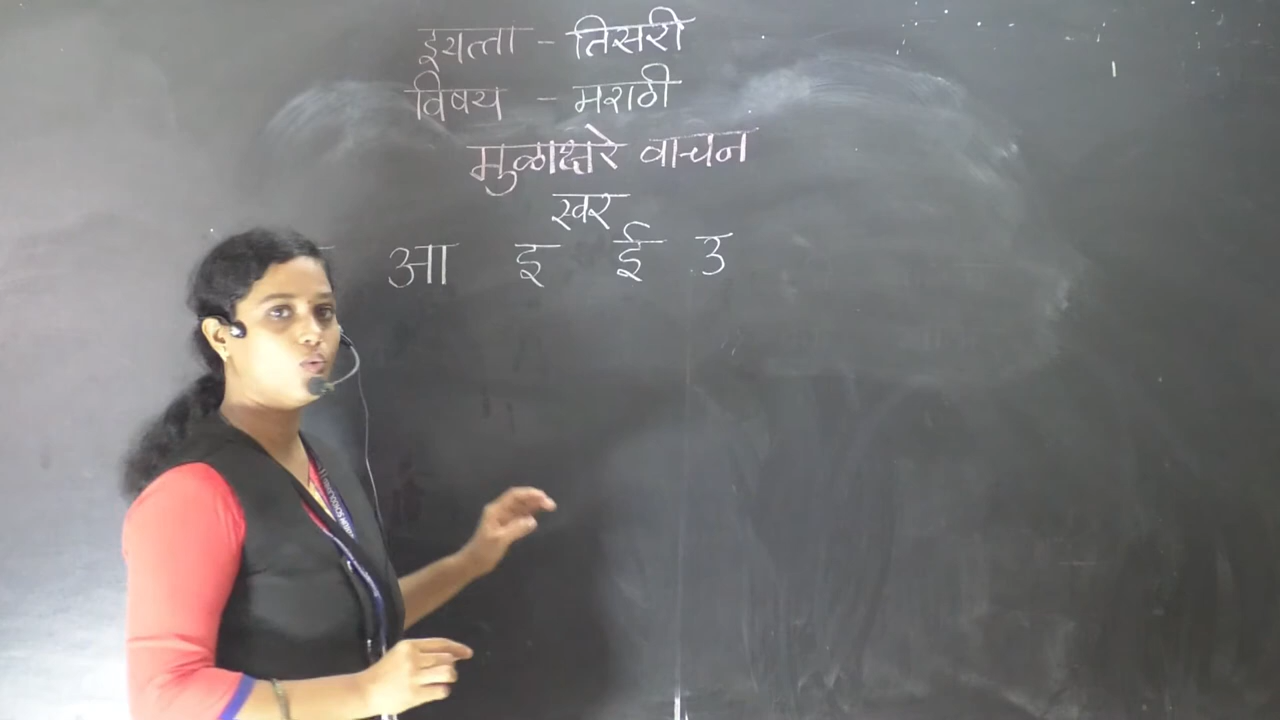 इयत्ता - तिसरी
विषय - मराठी
मुळाक्षरे वाचन
स्वर
आ इ ई उ